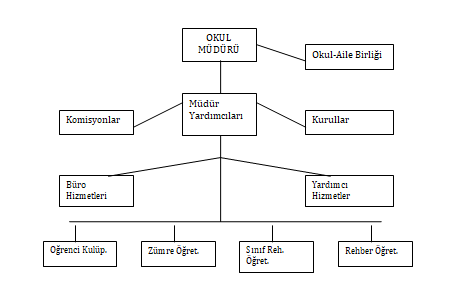 OKUL
MÜDÜRÜ
Okul-Aile Birliği
Komisyonlar
Müdür
Yardımcıları
Kurullar
Büro
Hizmetleri
Yardımcı
Hizmetler
Öğrenci Kulüp.
Zümre Öğret.
Sınıf Reh.
Öğret.
Rehber Öğret.